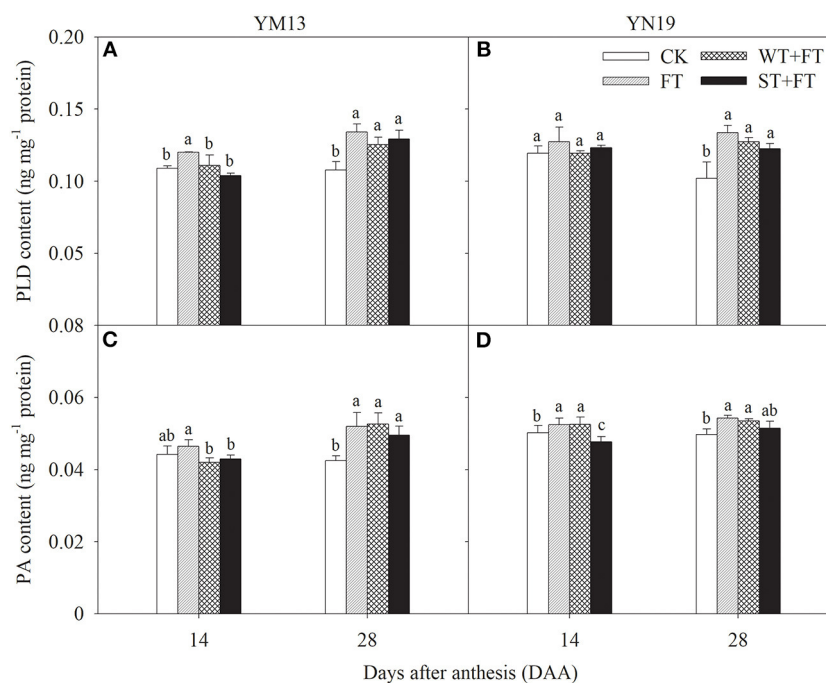 YM13 YN19
0.20
A B
CK WT+FT
FT ST+FT
PLD content (ng mg⁻¹ protein)
0.15
0.10
0.05
0.08
b a b b b a a a
a a a a b a a a
C D
PA content (ng mg⁻¹ protein)
0.06
0.04
0.02
0
ab a b b b a a a
b a a c b a a ab
14 28 14 28
Days after anthesis (DAA)